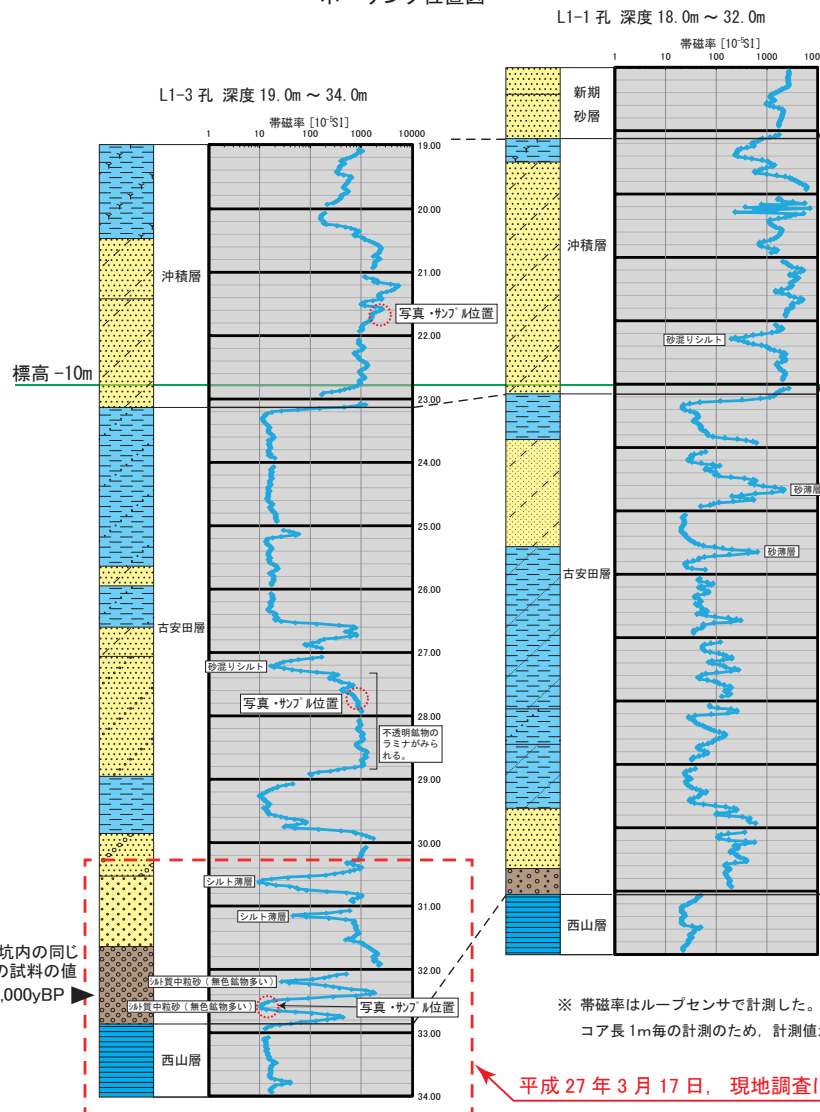 L1-1 孔 深度 18.0m ～ 32.0m
帯磁率 [10⁻⁵SI]
1 10 100 1000
新期
砂層
沖積層
砂混りシルト
砂薄層
砂薄層
古安田層
西山層
L1-3 孔 深度 19.0m ～ 34.0m
帯磁率 [10⁻⁵SI]
1 10 100 1000 10000
19.00
20.00
21.00
22.00
23.00
24.00
25.00
26.00
27.00
28.00
29.00
30.00
31.00
32.00
33.00
34.00
沖積層
写真・サンプル位置
標高 -10m
古安田層
砂混りシルト
写真・サンプル位置
不透明鉱物の
ラミナがみら
れる。
シルト薄層
シルト薄層
シルト質中粒砂（無色鉱物多い）
シルト質中粒砂（無色鉱物多い）
写真・サンプル位置
西山層
坑内の同じ
の試料の値
,000yBP
※ 帯磁率はループセンサで計測した。
コア長 1m毎の計測のため, 計測値
平成 27 年 3 月 17 日, 現地調査